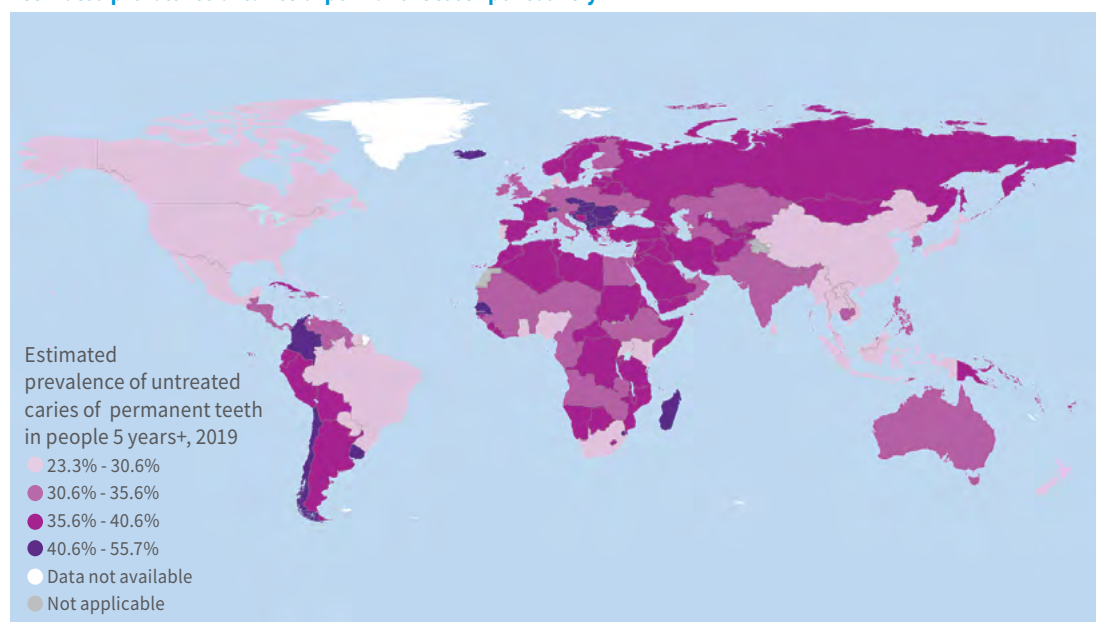 Estimated
prevalence of untreated
caries of permanent teeth
in people 5 years+, 2019
23.3% - 30.6%
30.6% - 35.6%
35.6% - 40.6%
40.6% - 55.7%
Data not available
Not applicable